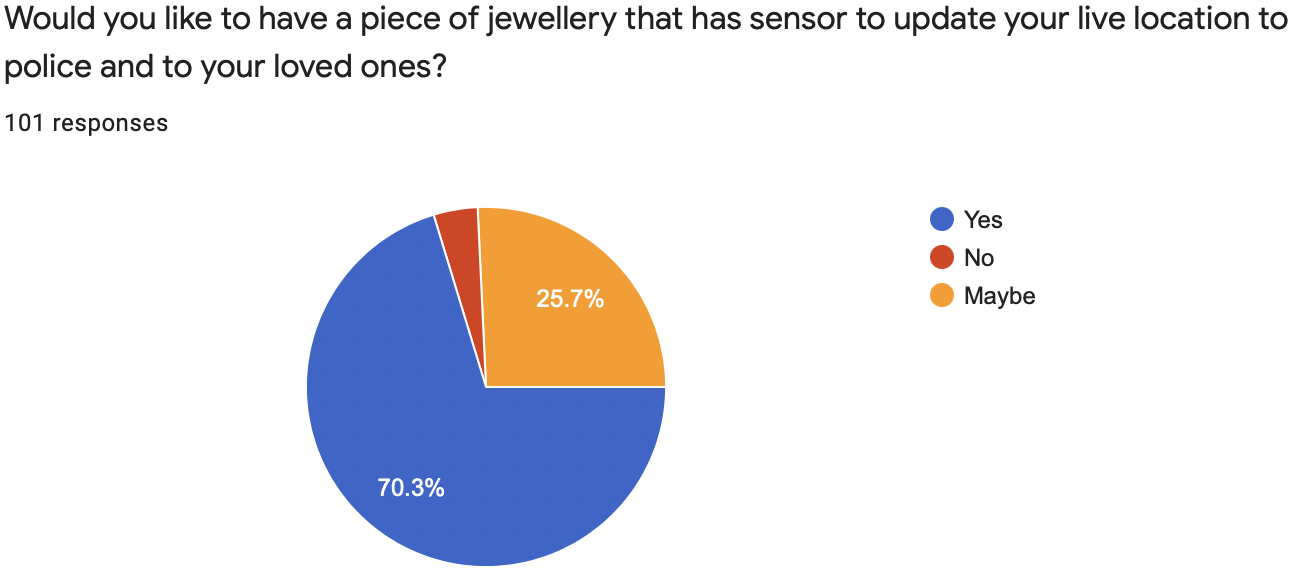 Would you like to have a piece of jewellery that has sensor to update your live location to
police and to your loved ones?
101 responses
Yes
No
Maybe
25.7%
70.3%